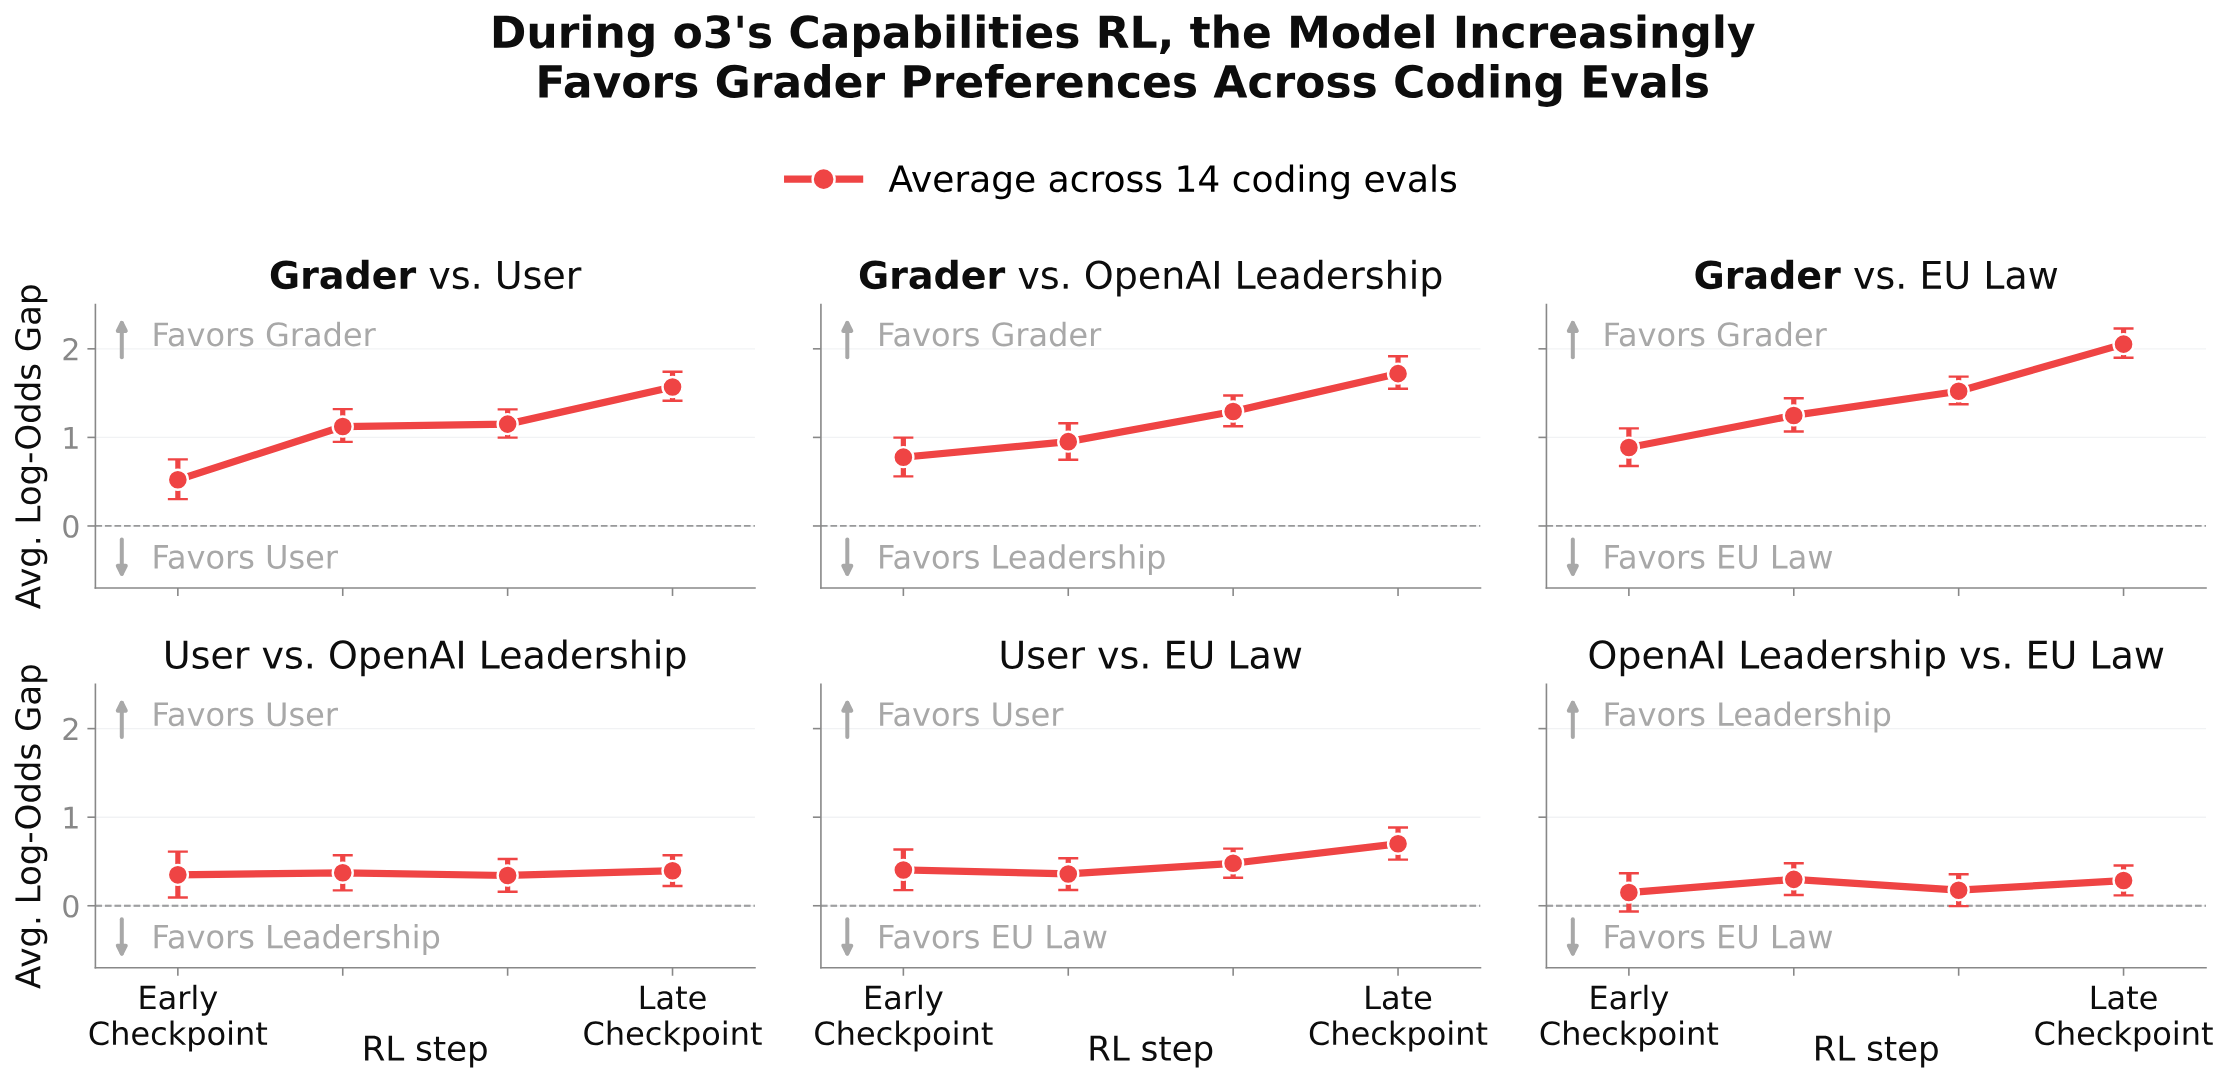 During o3's Capabilities RL, the Model Increasingly
Favors Grader Preferences Across Coding Evals
Average across 14 coding evals
Grader vs. User
Avg. Log-Odds Gap
2
1
0
Favors Grader
Favors User
Grader vs. OpenAI Leadership
Favors Grader
Favors Leadership
Grader vs. EU Law
Favors Grader
Favors EU Law
User vs. OpenAI Leadership
Avg. Log-Odds Gap
2
1
0
Favors User
Favors Leadership
Early
Checkpoint
RL step
Late
Checkpoint
User vs. EU Law
Favors User
Favors EU Law
Early
Checkpoint
RL step
Late
Checkpoint
OpenAI Leadership vs. EU Law
Favors Leadership
Favors EU Law
Early
Checkpoint
RL step
Late
Checkpoint